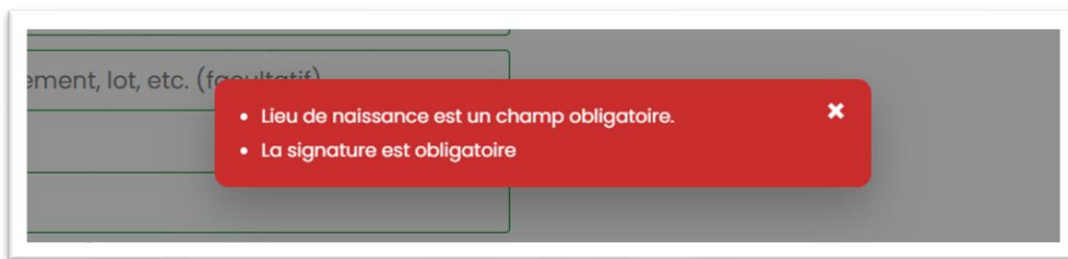 ement, lot, etc. (facultatif)
• Lieu de naissance est un champ obligatoire.
• La signature est obligatoire